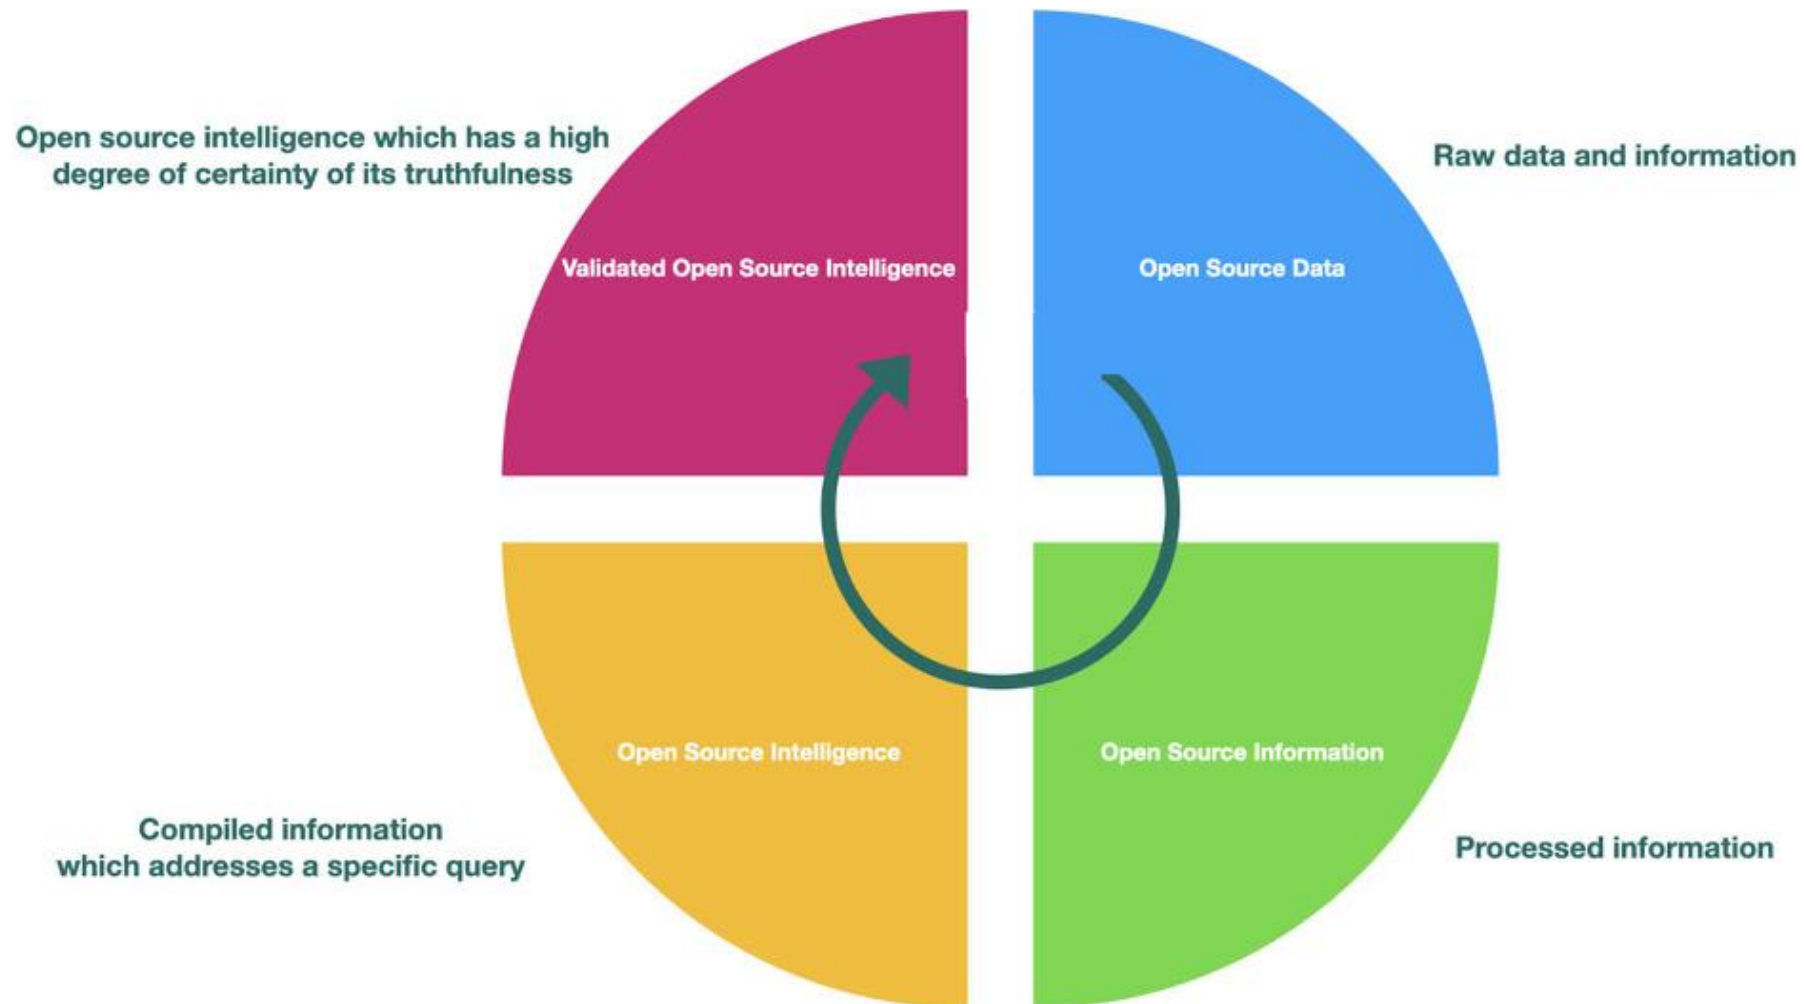 Open source intelligence which has a high
degree of certainty of its truthfulness
Raw data and information
Validated Open Source Intelligence
Open Source Data
Open Source Intelligence
Open Source Information
Compiled information
which addresses a specific query
Processed information